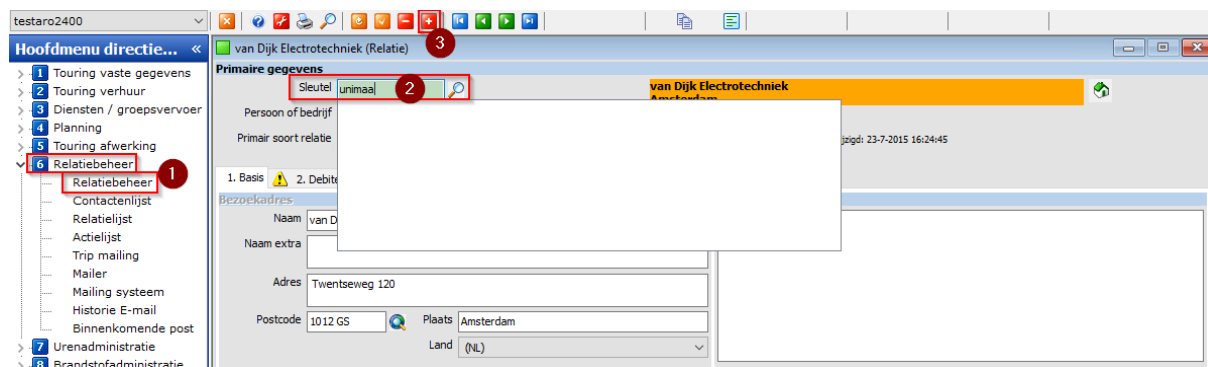 testaro2400
3
Hoofdmenu directie... «
van Dijk Electrotechniek (Relatie)
1 Touring vaste gegevens
2 Touring verhuur
3 Diensten / groepsvervoer
4 Planning
5 Touring afwerking
6 Relatiebeheer
1
Relatiebeheer
Contactenlijst
Relatielijst
Actielijst
Trip mailing
Mailer
Mailing systeem
Historie E-mail
Binnenkomende post
7 Urenadministratie
8 Brandstofadministratie
Primaire gegevens
Sleutel unimaa
2
van Dijk Electrotechniek
Amsterdam
Persoon of bedrijf
Primair soort relatie
jzigd: 23-7-2015 16:24:45
1. Basis 2. Debite
Bezoekadres
Naam van D
Naam extra
Adres Twentseweg 120
Postcode 1012 GS Plaats Amsterdam
Land (NL)